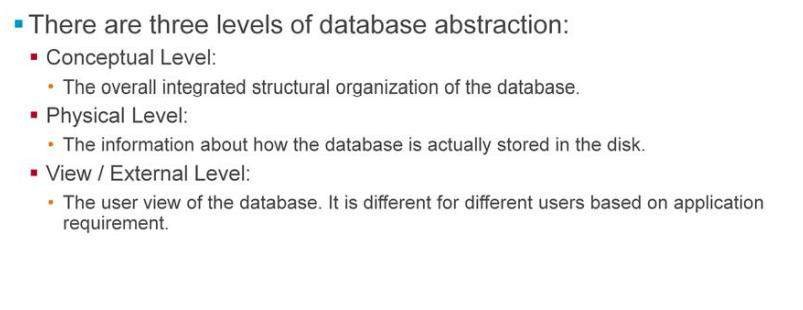 ▪ There are three levels of database abstraction:
▪ Conceptual Level:
• The overall integrated structural organization of the database.
▪ Physical Level:
• The information about how the database is actually stored in the disk.
▪ View / External Level:
• The user view of the database. It is different for different users based on application
requirement.